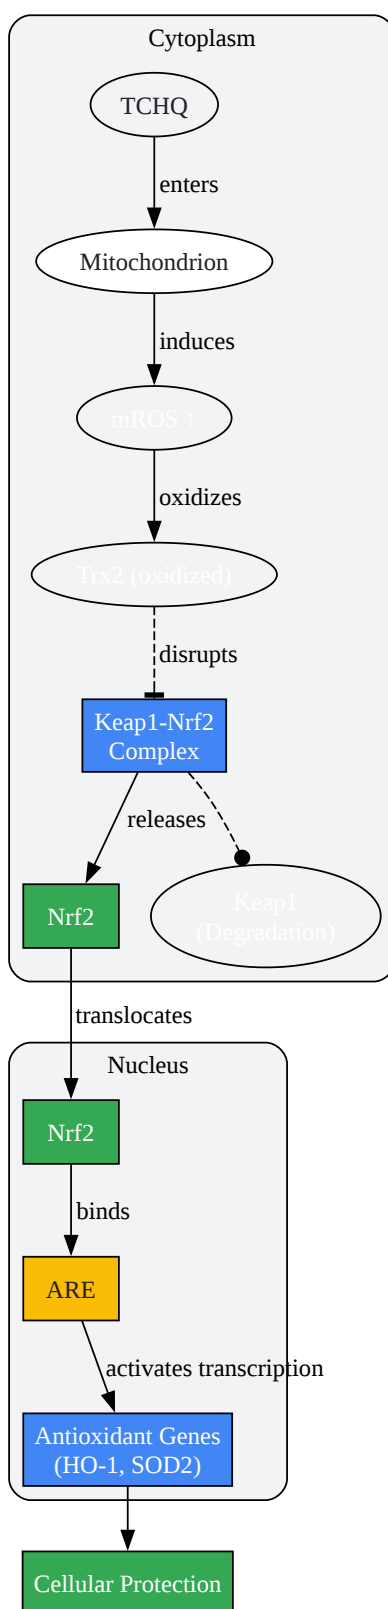 Cytoplasm
TCHQ
enters
Mitochondrion
induces
mROS ↑
oxidizes
Trx2 (oxidized)
disrupts
Keap1-Nrf2
Complex
releases
Nrf2
Keap1
(Degradation)
translocates
Nucleus
Nrf2
binds
ARE
activates transcription
Antioxidant Genes
(HO-1, SOD2)
Cellular Protection